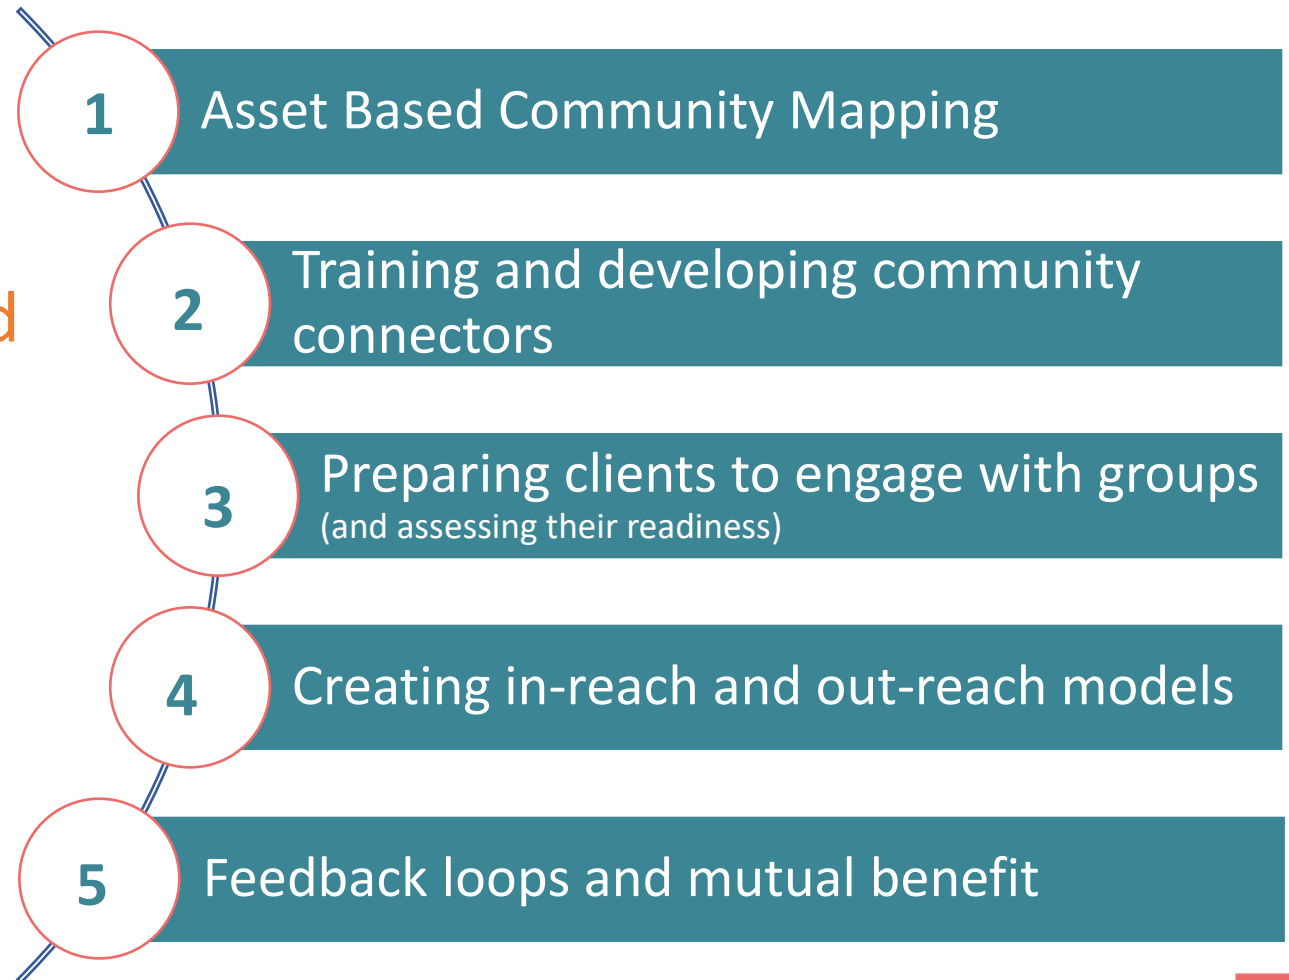 1
Asset Based Community Mapping
2
Training and developing community
connectors
d
3
Preparing clients to engage with groups
(and assessing their readiness)
4
Creating in-reach and out-reach models
5
Feedback loops and mutual benefit